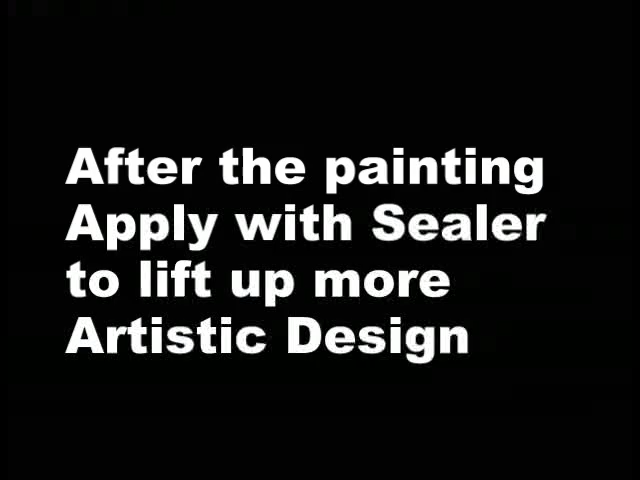 After the painting
Apply with Sealer
to lift up more
Artistic Design